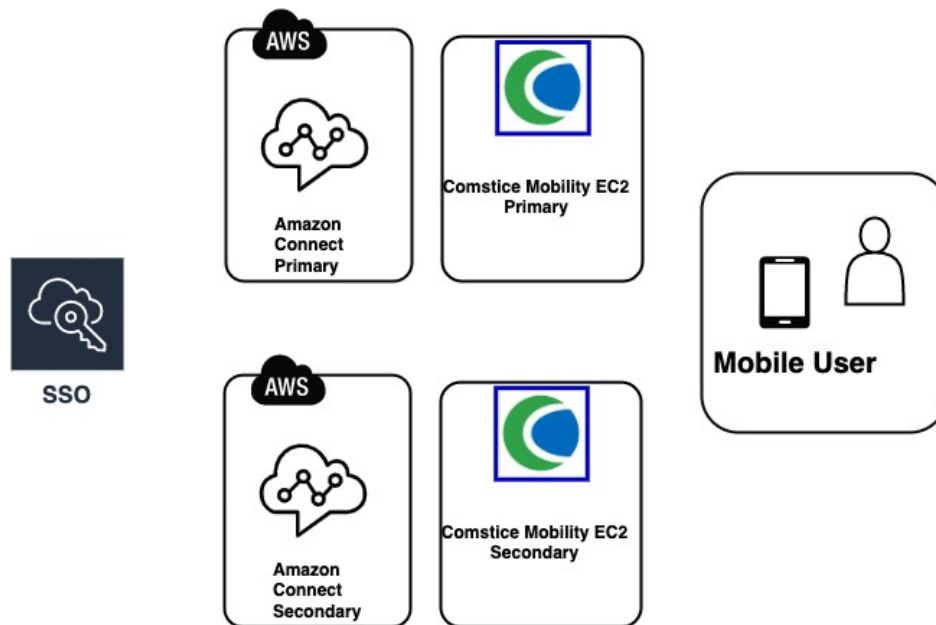 AWS
Amazon
Connect
Primary
Comstice Mobility EC2
Primary
SSO
Mobile User
AWS
Amazon
Connect
Secondary
Comstice Mobility EC2
Secondary